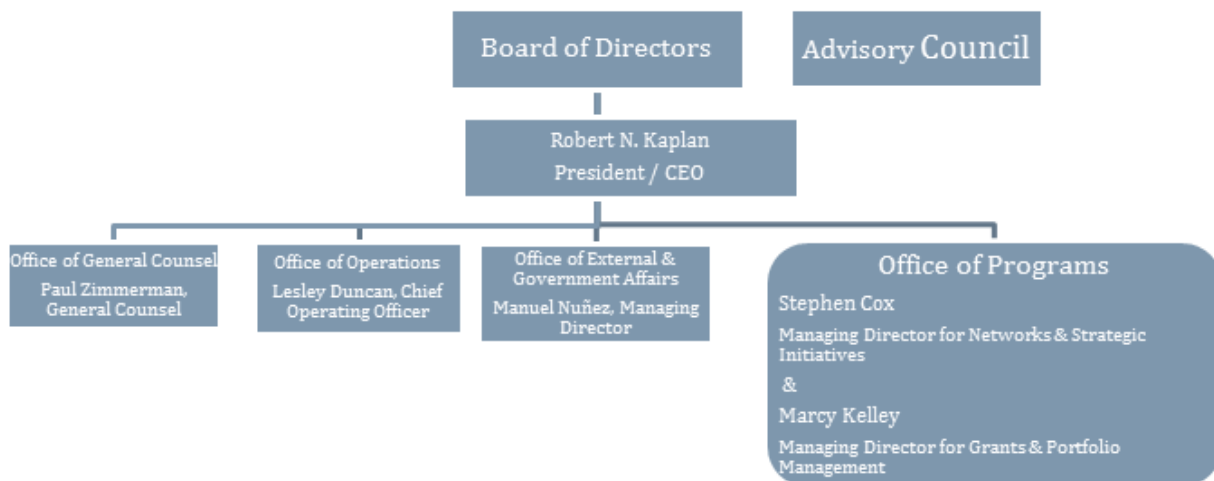 Board of Directors
Advisory Council
Robert N. Kaplan
President / CEO
Office of General Counsel
Paul Zimmerman,
General Counsel
Office of Operations
Lesley Duncan, Chief
Operating Officer
Office of External &
Government Affairs
Manuel Nuñez, Managing
Director
Office of Programs
Stephen Cox
Managing Director for Networks & Strategic
Initiatives
&
Marcy Kelley
Managing Director for Grants & Portfolio
Management